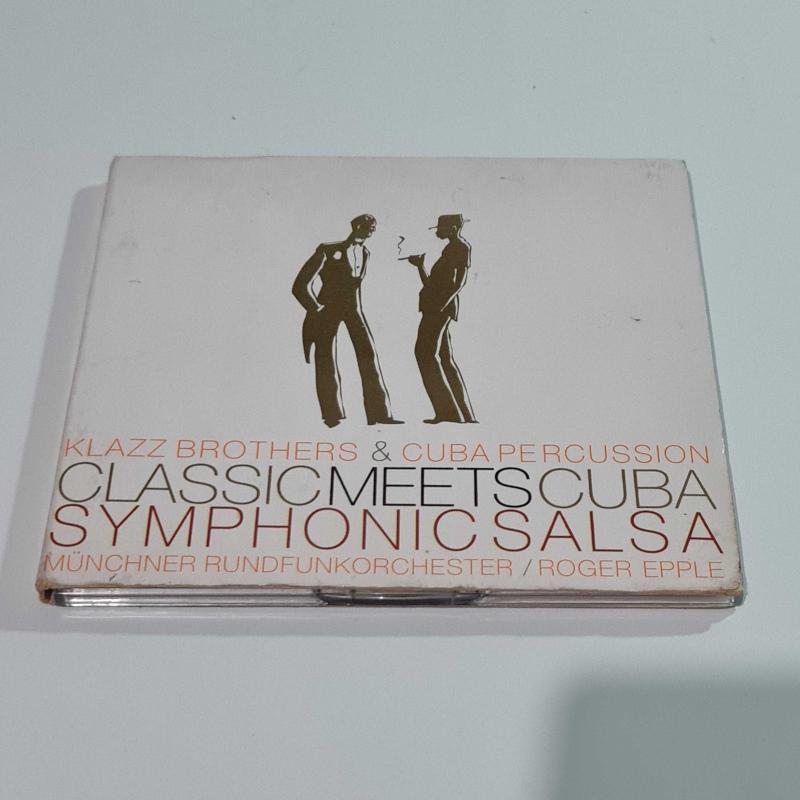 KLAZZ BROTHERS & CUBA PERCUSSION
CLASSICMEETSCUBA
SYMPHONICSALSA
MÜNCHNER RUNDFUNKORCHESTER / ROGER EPPLE